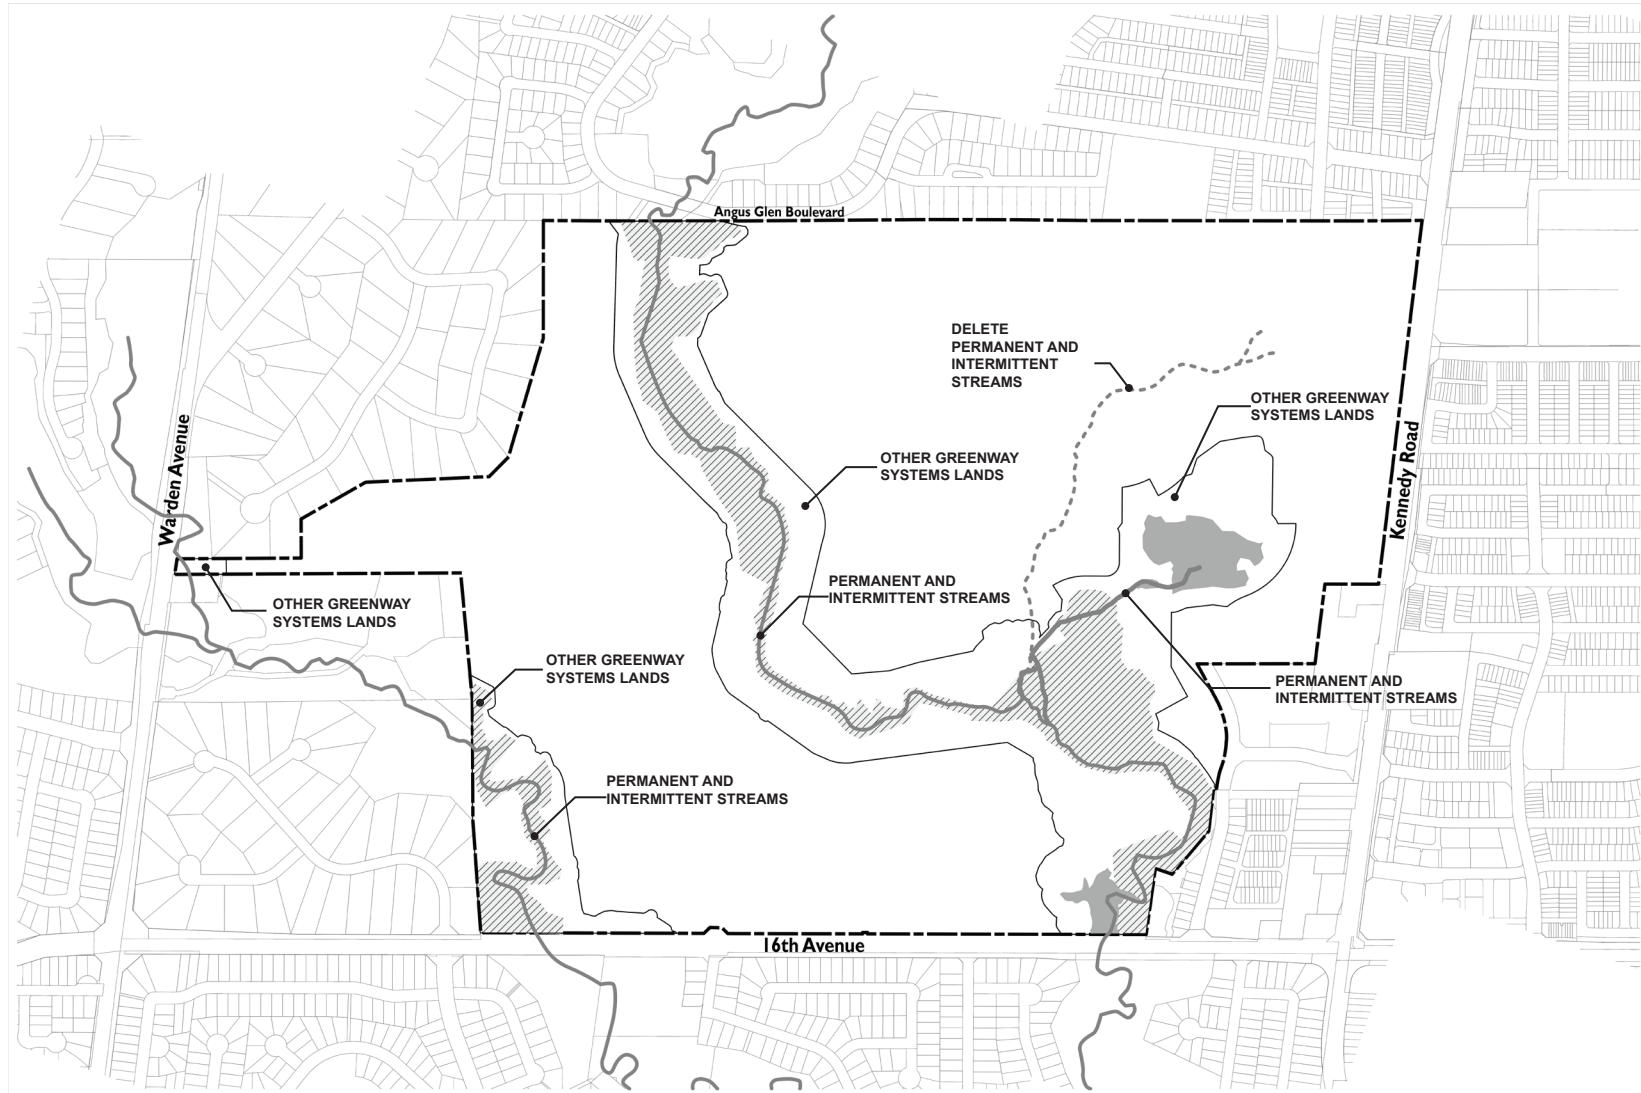 Angus Glen Boulevard
DELETE
PERMANENT AND
INTERMITTENT
STREAMS
OTHER GREENWAY
SYSTEMS LANDS
Kennedy Road
Warden Avenue
OTHER GREENWAY
SYSTEMS LANDS
PERMANENT AND
INTERMITTENT STREAMS
OTHER GREENWAY
SYSTEMS LANDS
OTHER GREENWAY
SYSTEMS LANDS
PERMANENT AND
INTERMITTENT STREAMS
PERMANENT AND
INTERMITTENT STREAMS
16th Avenue